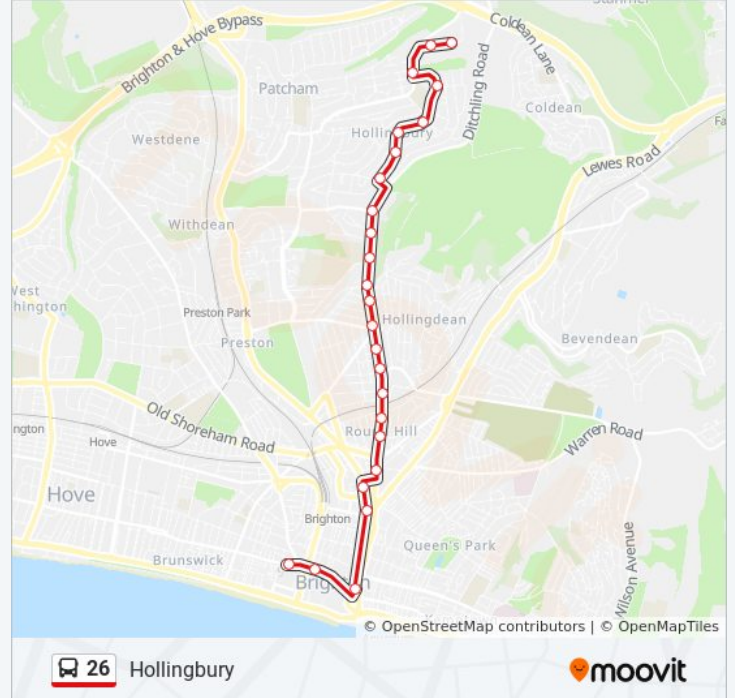 Stanmer
Coldean Lane
Brighton & Hove Bypass
Ditchling Road
Patcham
Coldean
Hollingbury
Westdene
Lewes Road
Withdean
Preston Park
Hollingdean
Preston
Bevendean
Old Shoreham Road
Warren Road
Round Hill
Hove
Hove
Brighton
Queen's Park
Brunswick
Brighton
Wilson Avenue
© OpenStreetMap contributors | © OpenMapTiles
26 Hollingbury
moovit